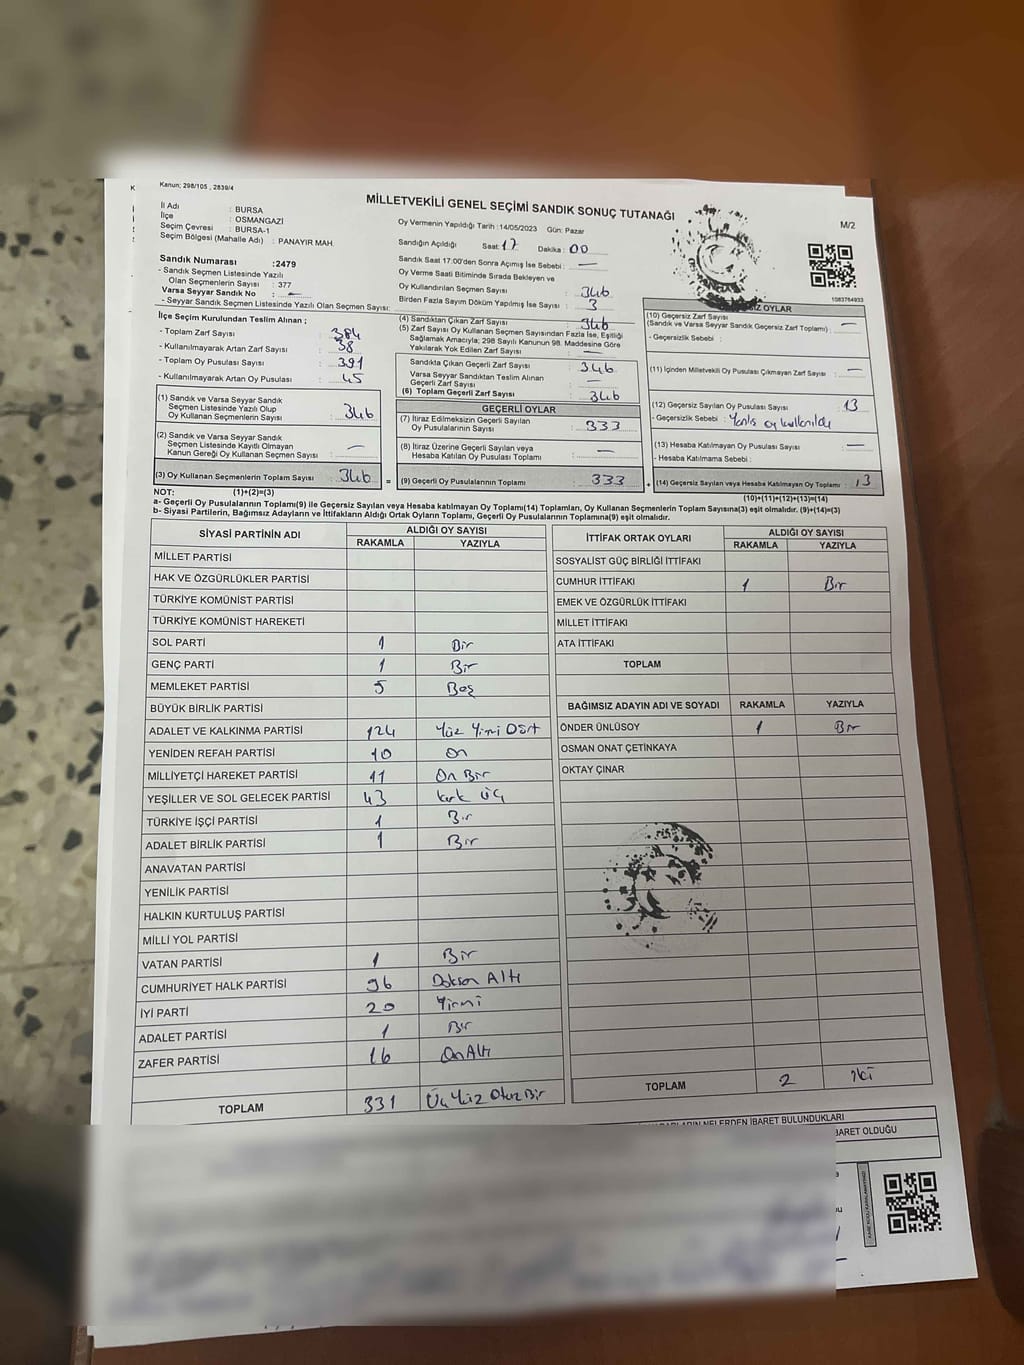 Kanun; 298/105 , 2839/4
MİLLETVEKİLİ GENEL SEÇİMİ SANDIK SONUÇ TUTANAĞI
M/2
İl Adı : BURSA
İlçe : OSMANGAZİ
Seçim Çevresi : BURSA-1
Seçim Bölgesi (Mahalle Adı) : PANAYIR MAH.
Sandık Numarası :2479
- Sandık Seçmen Listesinde Yazılı
Olan Seçmenlerin Sayısı : 377
Varsa Seyyar Sandık No : —
- Seyyar Sandık Seçmen Listesinde Yazılı Olan Seçmen Sayısı:
Oy Vermenin Yapıldığı Tarih :14/05/2023 Gün: Pazar
Sandığın Açıldığı Saat: 17 Dakika : 00
Sandık Saat 17:00'den Sonra Açımış İse Sebebi : —
Oy Verme Saati Bitiminde Sırada Bekleyen ve
Oy Kullandırılan Seçmen Sayısı : 346
Birden Fazla Sayım Döküm Yapılmış İse Sayısı : 3
1083764933
İlçe Seçim Kurulundan Teslim Alınan ;
- Toplam Zarf Sayısı : 384
- Kullanılmayarak Artan Zarf Sayısı : 38
- Toplam Oy Pusulası Sayısı : 391
- Kullanılmayarak Artan Oy Pusulası : 45
(4) Sandıktan Çıkan Zarf Sayısı : 346
(5) Zarf Sayısı Oy Kullanan Seçmen Sayısından Fazla İse, Eşitliği
Sağlamak Amacıyla; 298 Sayılı Kanunun 98. Maddesine Göre
Yakılarak Yok Edilen Zarf Sayısı : —
Sandıkta Çıkan Geçerli Zarf Sayısı : 346
Varsa Seyyar Sandıktan Teslim Alınan
Geçerli Zarf Sayısı : —
(6) Toplam Geçerli Zarf Sayısı : 346
OYLAR
(10) Geçersiz Zarf Sayısı
(Sandık ve Varsa Seyyar Sandık Geçersiz Zarf Toplamı) : —
- Geçersizlik Sebebi :
(11) İçinden Milletvekili Oy Pusulası Çıkmayan Zarf Sayısı : —
(12) Geçersiz Sayılan Oy Pusulası Sayısı : 13
- Geçersizlik Sebebi : Yanlış oy kullanıldı
(13) Hesaba Katılmayan Oy Pusulası Sayısı : —
- Hesaba Katılmama Sebebi :
(1) Sandık ve Varsa Seyyar Sandık
Seçmen Listesinde Yazılı Olup
Oy Kullanan Seçmenlerin Sayısı : 346
(2) Sandık ve Varsa Seyyar Sandık
Seçmen Listesinde Kayıtlı Olmayan
Kanun Gereği Oy Kullanan Seçmen Sayısı : —
GEÇERLİ OYLAR
(7) İtiraz Edilmeksizin Geçerli Sayılan
Oy Pusulalarının Sayısı : 333
(8) İtiraz Üzerine Geçerli Sayılan veya
Hesaba Katılan Oy Pusulası Toplamı : —
(3) Oy Kullanan Seçmenlerin Toplam Sayısı : 346 = (9) Geçerli Oy Pusulalarının Toplamı : 333 + (14) Geçersiz Sayılan veya Hesaba Katılmayan Oy Toplamı : 13
NOT: (1)+(2)=(3) (10)+(11)+(12)+(13)=(14)
a- Geçerli Oy Pusulalarının Toplamı(9) ile Geçersiz Sayılan veya Hesaba Katılmayan Oy Toplamı(14) Toplamları, Oy Kullanan Seçmenlerin Toplam Sayısına(3) eşit olmalıdır. (9)+(14)=(3)
b- Siyasi Partilerin, Bağımsız Adayların ve İttifakların Aldığı Ortak Oyların Toplamı, Geçerli Oy Pusulalarının Toplamına(9) eşit olmalıdır.
SİYASİ PARTİNİN ADI ALDIĞI OY SAYISI
RAKAMLA YAZIYLA
MİLLET PARTİSİ
HAK VE ÖZGÜRLÜKLER PARTİSİ
TÜRKİYE KOMÜNİST PARTİSİ
TÜRKİYE KOMÜNİST HAREKETİ
SOL PARTİ 1 Bir
GENÇ PARTİ 1 Bir
MEMLEKET PARTİSİ 5 Beş
BÜYÜK BİRLİK PARTİSİ
ADALET VE KALKINMA PARTİSİ 124 Yüz Yirmi Dört
YENİDEN REFAH PARTİSİ 10 On
MİLLİYETÇİ HAREKET PARTİSİ 11 On Bir
YEŞİLLER VE SOL GELECEK PARTİSİ 43 kırk üç
TÜRKİYE İŞÇİ PARTİSİ 1 Bir
ADALET BİRLİK PARTİSİ 1 Bir
ANAVATAN PARTİSİ
YENİLİK PARTİSİ
HALKIN KURTULUŞ PARTİSİ
MİLLİ YOL PARTİSİ
VATAN PARTİSİ 1 Bir
CUMHURİYET HALK PARTİSİ 96 Doksan Altı
İYİ PARTİ 20 Yirmi
ADALET PARTİSİ 1 Bir
ZAFER PARTİSİ 16 On Altı
TOPLAM 331 Üç Yüz Otuz Bir
İTTİFAK ORTAK OYLARI ALDIĞI OY SAYISI
RAKAMLA YAZIYLA
SOSYALİST GÜÇ BİRLİĞİ İTTİFAKI
CUMHUR İTTİFAKI 1 Bir
EMEK VE ÖZGÜRLÜK İTTİFAKI
MİLLET İTTİFAKI
ATA İTTİFAKI
TOPLAM
BAĞIMSIZ ADAYIN ADI VE SOYADI RAKAMLA YAZIYLA
ÖNDER ÜNLÜSOY 1 Bir
OSMAN ONAT ÇETİNKAYA
OKTAY ÇINAR
TOPLAM 2 İki
NELERDEN İBARET BULUNDUKLARI
İBARET OLDUĞU